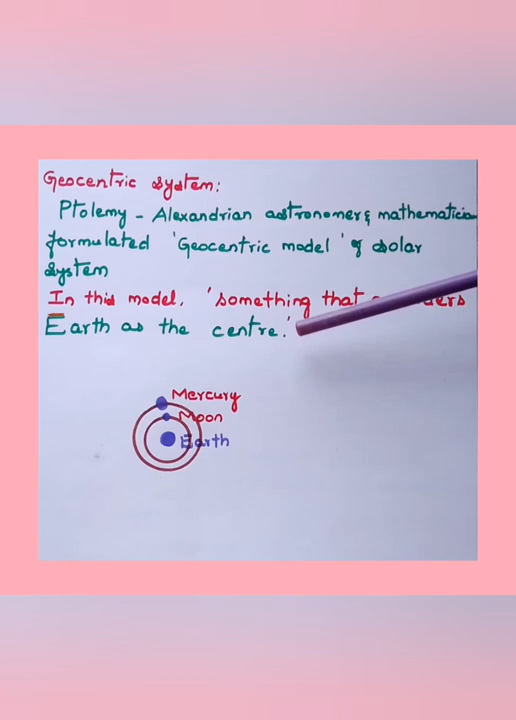 Geocentric System:
Ptolemy - Alexandrian astronomer & mathematician
formulated 'Geocentric model' of solar
system
In this model, 'something that
Earth as the centre.'
Mercury
Moon
Earth